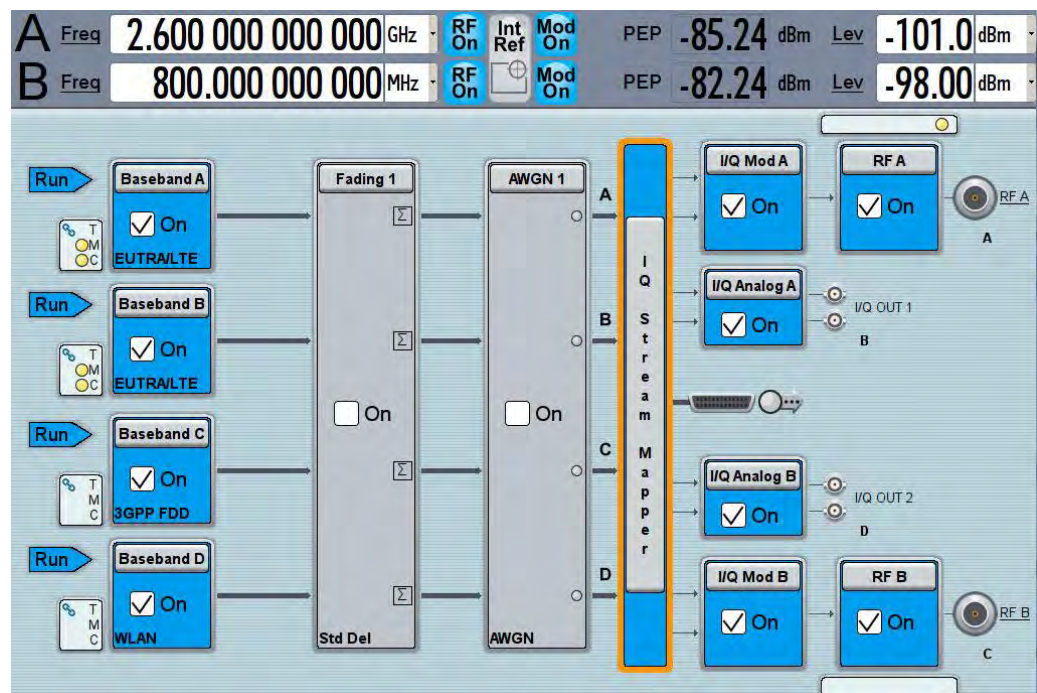 A Freq 2.600 000 000 000 GHz RF On Int Ref Mod On PEP -85.24 dBm Lev -101.0 dBm
B Freq 800.000 000 000 MHz RF On Mod On PEP -82.24 dBm Lev -98.00 dBm
Run
Baseband A
On
T
M
C
EUTRA/LTE
Run
Baseband B
On
T
M
C
EUTRA/LTE
Run
Baseband C
On
T
M
C
3GPP FDD
Run
Baseband D
On
T
M
C
WLAN
Fading 1
Σ
Σ
On
Σ
Σ
Std Del
AWGN 1
On
AWGN
A
B
C
D
IQ Stream Mapper
I/Q Mod A
On
RF A
On
RF A
A
I/Q Analog A
On
I/Q OUT 1
B
I/Q Analog B
On
I/Q OUT 2
D
I/Q Mod B
On
RF B
On
RF B
C